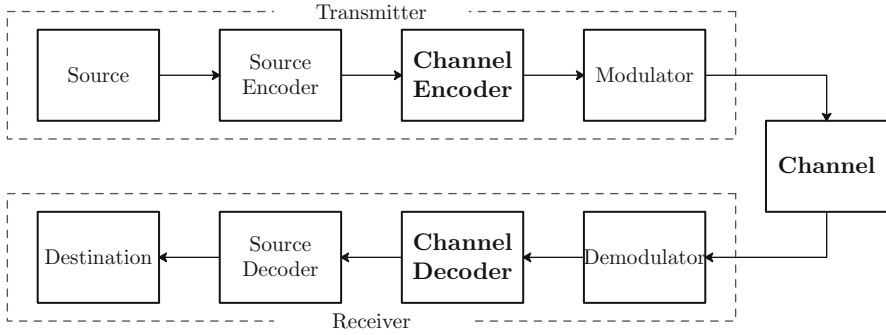 Transmitter
Source
Source
Encoder
Channel
Encoder
Modulator
Channel
Destination
Source
Decoder
Channel
Decoder
Demodulator
Receiver